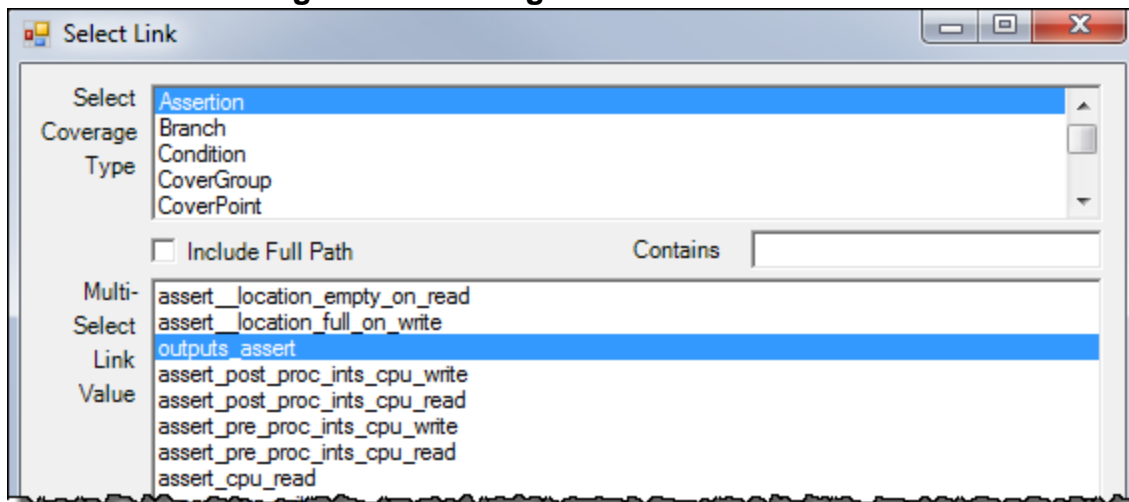 Select Link
Select Coverage Type
Assertion
Branch
Condition
CoverGroup
CoverPoint
Include Full Path
Contains
Multi-Select Link Value
assert__location_empty_on_read
assert__location_full_on_write
outputs_assert
assert_post_proc_ints_cpu_write
assert_post_proc_ints_cpu_read
assert_pre_proc_ints_cpu_write
assert_pre_proc_ints_cpu_read
assert_cpu_read